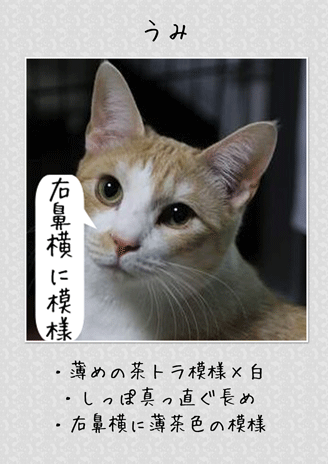 うみ
右鼻横に模様
・薄めの茶トラ模様×白
・しっぽ真っ直ぐ長め
・右鼻横に薄茶色の模様